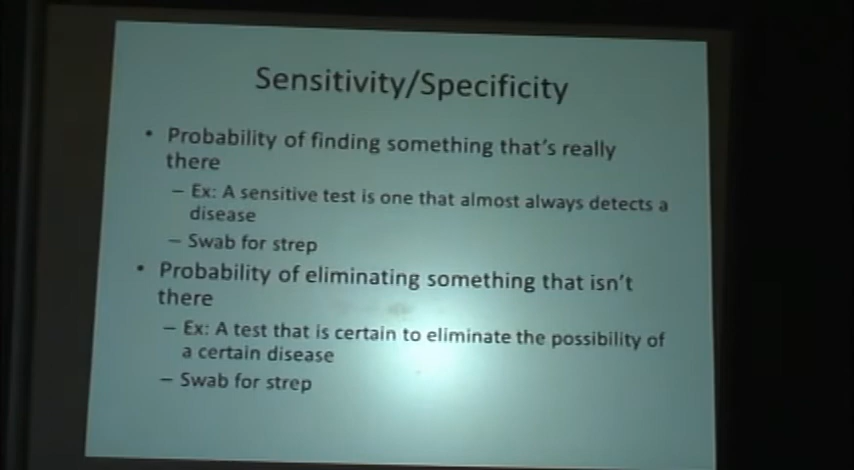 Sensitivity/Specificity
• Probability of finding something that's really
there
– Ex: A sensitive test is one that almost always detects a
disease
– Swab for strep
• Probability of eliminating something that isn't
there
– Ex: A test that is certain to eliminate the possibility of
a certain disease
– Swab for strep